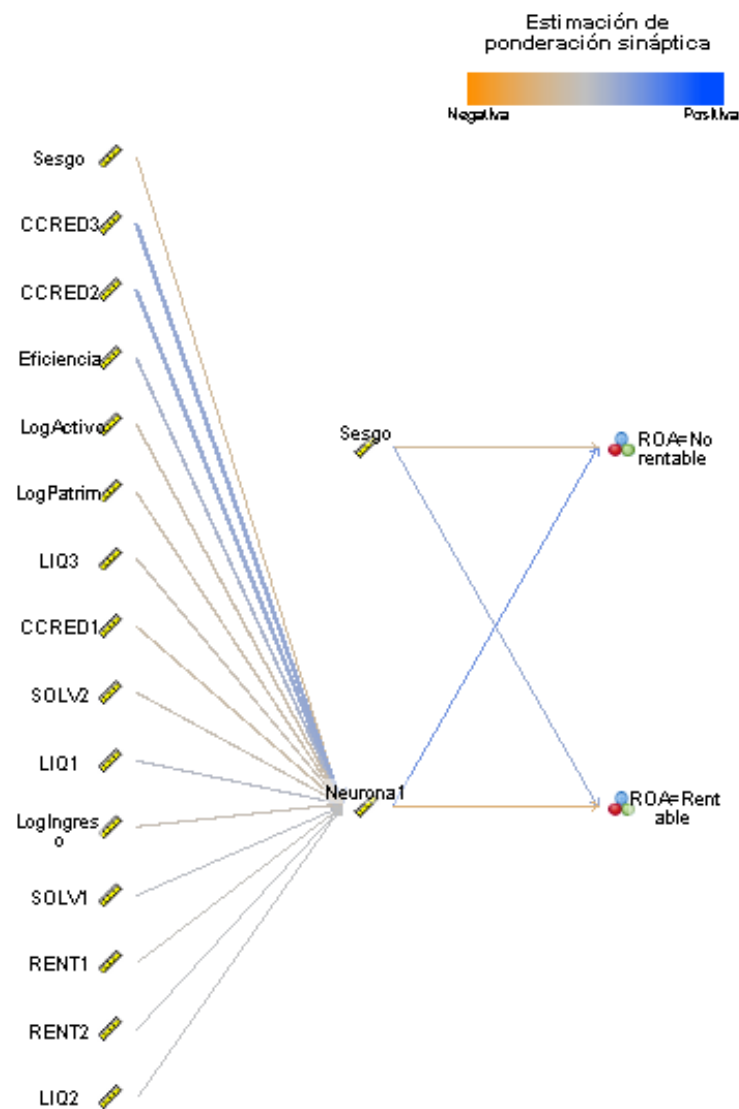 Estimación de
ponderación sináptica
Negativa
Positiva
Sesgo
CCRED3
CCRED2
Eficiencia
LogActivo
LogPatrim
LIQ3
CCRED1
SOLV2
LIQ1
LogIngres
o
SOLV1
RENT1
RENT2
LIQ2
Sesgo
Neurona1
ROA=No
rentable
ROA=Rent
able